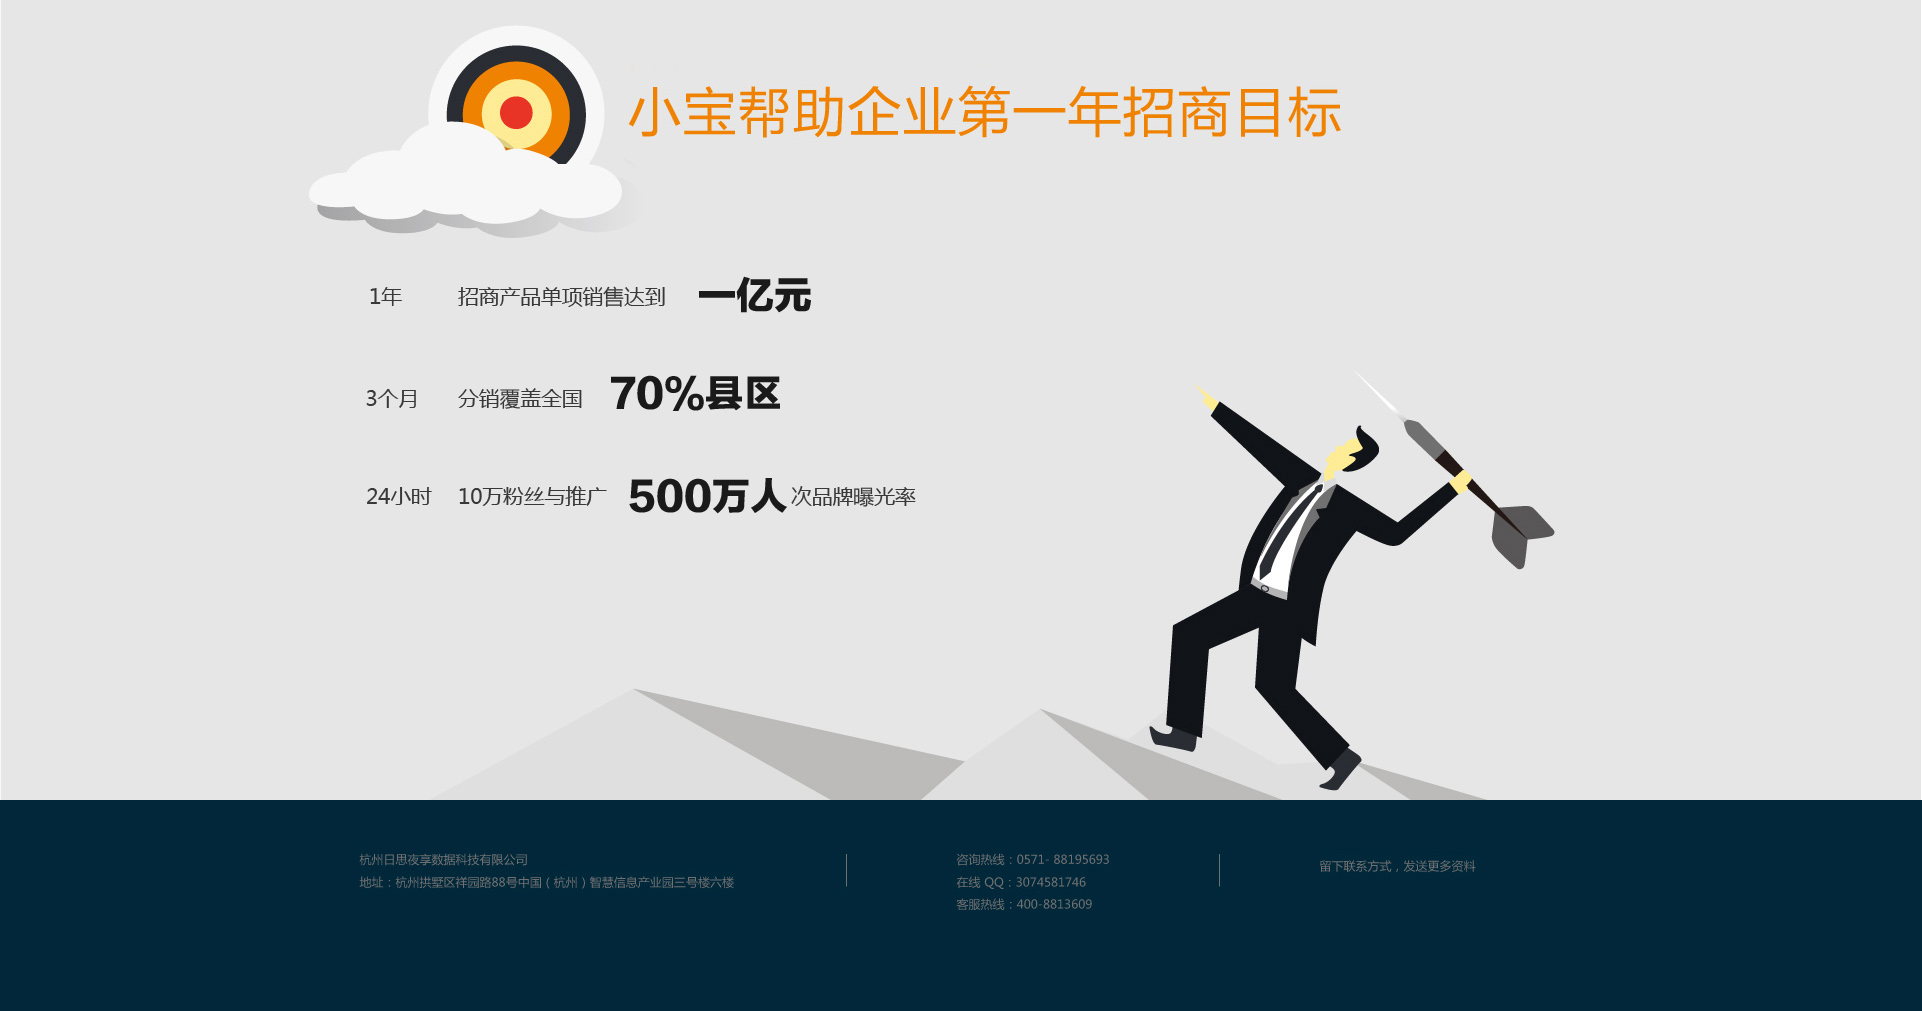 小宝帮助企业第一年招商目标
1年 招商产品单项销售达到 一亿元
3个月 分销覆盖全国 70%县区
24小时 10万粉丝与推广 500万人 次品牌曝光率
杭州日思夜享数据科技有限公司
地址：杭州拱墅区祥园路88号中国（杭州）智慧信息产业园三号楼六楼
咨询热线：0571- 88195693
在线 QQ：3074581746
客服热线：400-8813609
留下联系方式，发送更多资料